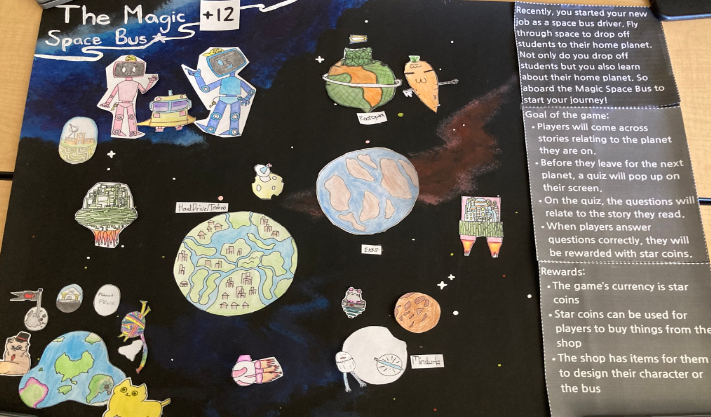 The Magic
Space Bus
+12
Recently, you started your new
job as a space bus driver. Fly
through space to drop off
students to their home planet.
Not only do you drop off
students but you also learn
about their home planet. So
aboard the Magic Space Bus to
start your journey!
Goal of the game:
• Players will come across
stories relating to the planet
they are on.
• Before they leave for the next
planet, a quiz will pop up on
their screen.
• On the quiz, the questions will
relate to the story they read.
• When players answer
questions correctly, they will
be rewarded with star coins.
Rewards:
• The game's currency is star
coins
• Star coins can be used for
players to buy things from the
shop
• The shop has items for them
to design their character or
the bus